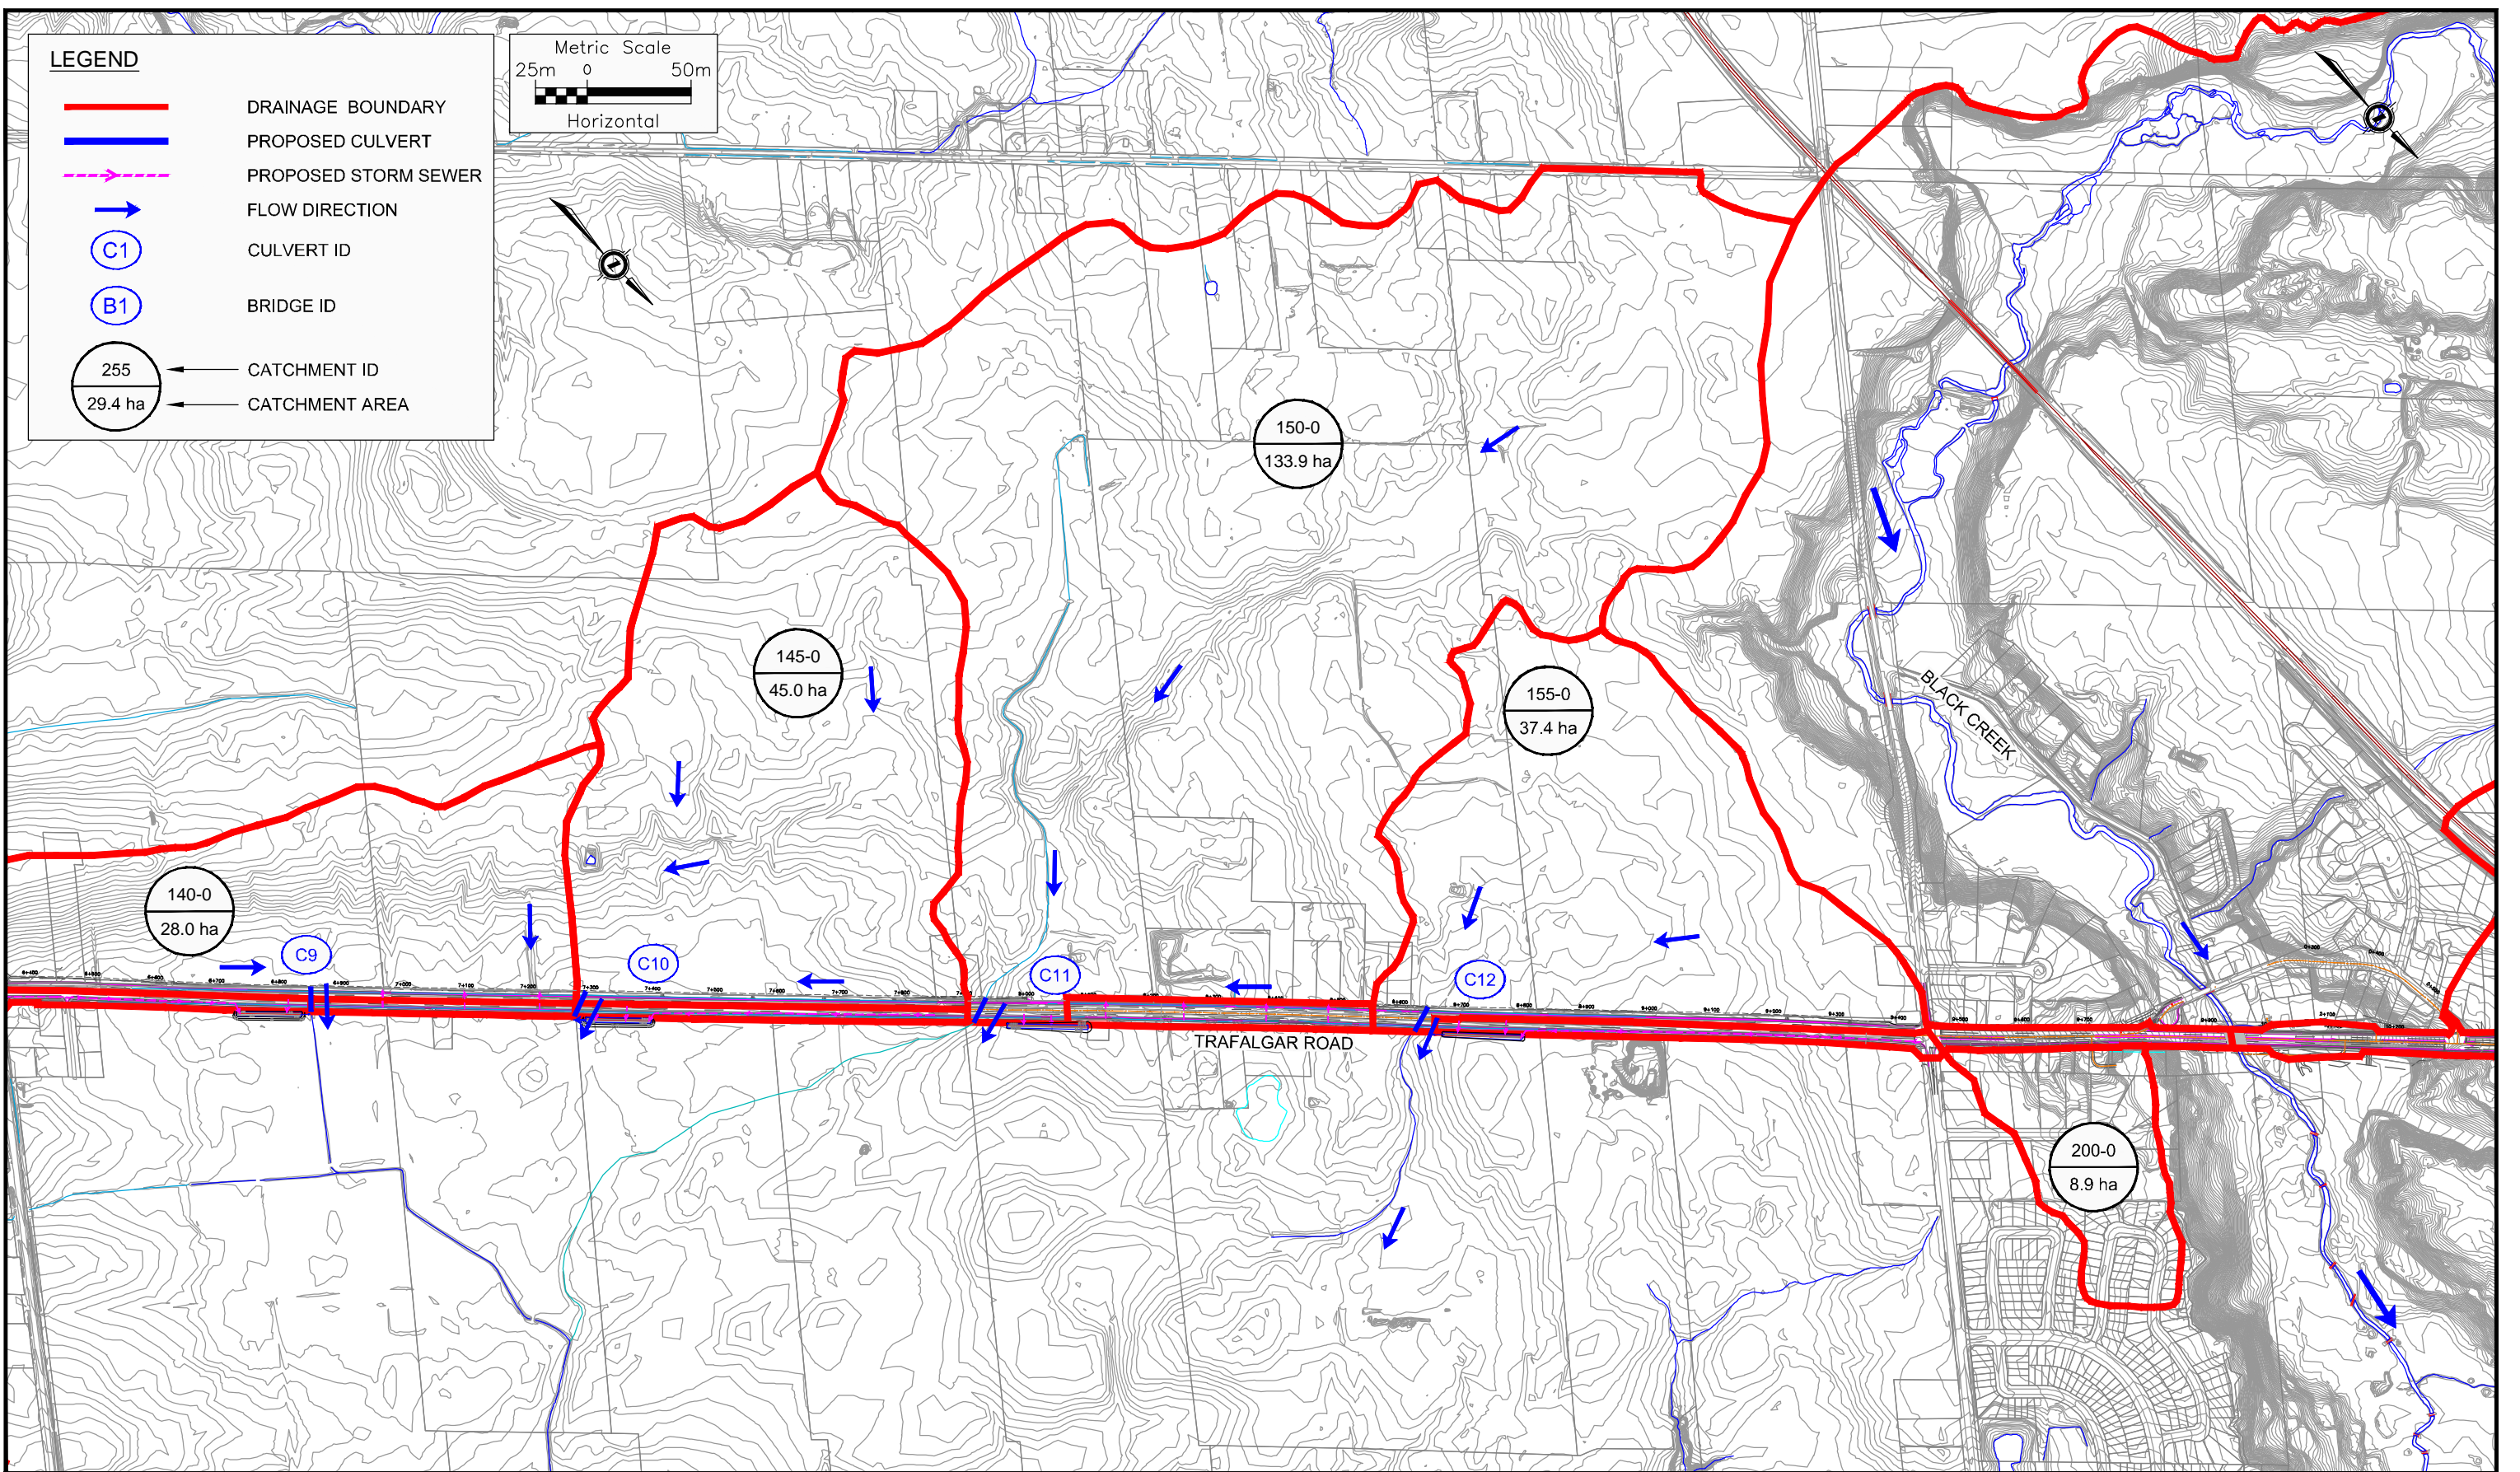 LEGEND
DRAINAGE BOUNDARY
PROPOSED CULVERT
PROPOSED STORM SEWER
FLOW DIRECTION
C1
CULVERT ID
B1
BRIDGE ID
255
CATCHMENT ID
29.4 ha
CATCHMENT AREA
Metric Scale
25m 0 50m
Horizontal
150-0
133.9 ha
145-0
45.0 ha
155-0
37.4 ha
BLACK CREEK
140-0
28.0 ha
C9
C10
C11
C12
TRAFALGAR ROAD
200-0
8.9 ha